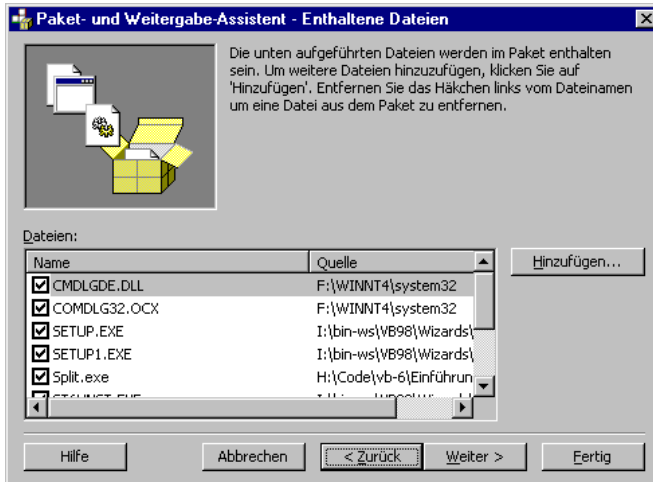 Paket- und Weitergabe-Assistent - Enthaltene Dateien
Die unten aufgeführten Dateien werden im Paket enthalten
sein. Um weitere Dateien hinzuzufügen, klicken Sie auf
'Hinzufügen'. Entfernen Sie das Häkchen links vom Dateinamen
um eine Datei aus dem Paket zu entfernen.
Dateien:
Name Quelle
CMDLGDE.DLL F:\WINNT4\system32
COMDLG32.OCX F:\WINNT4\system32
SETUP.EXE I:\bin-ws\VB98\Wizards\
SETUP1.EXE I:\bin-ws\VB98\Wizards\
Split.exe H:\Code\vb-6\Einführun
Hinzufügen...
Hilfe Abbrechen < Zurück Weiter > Fertig